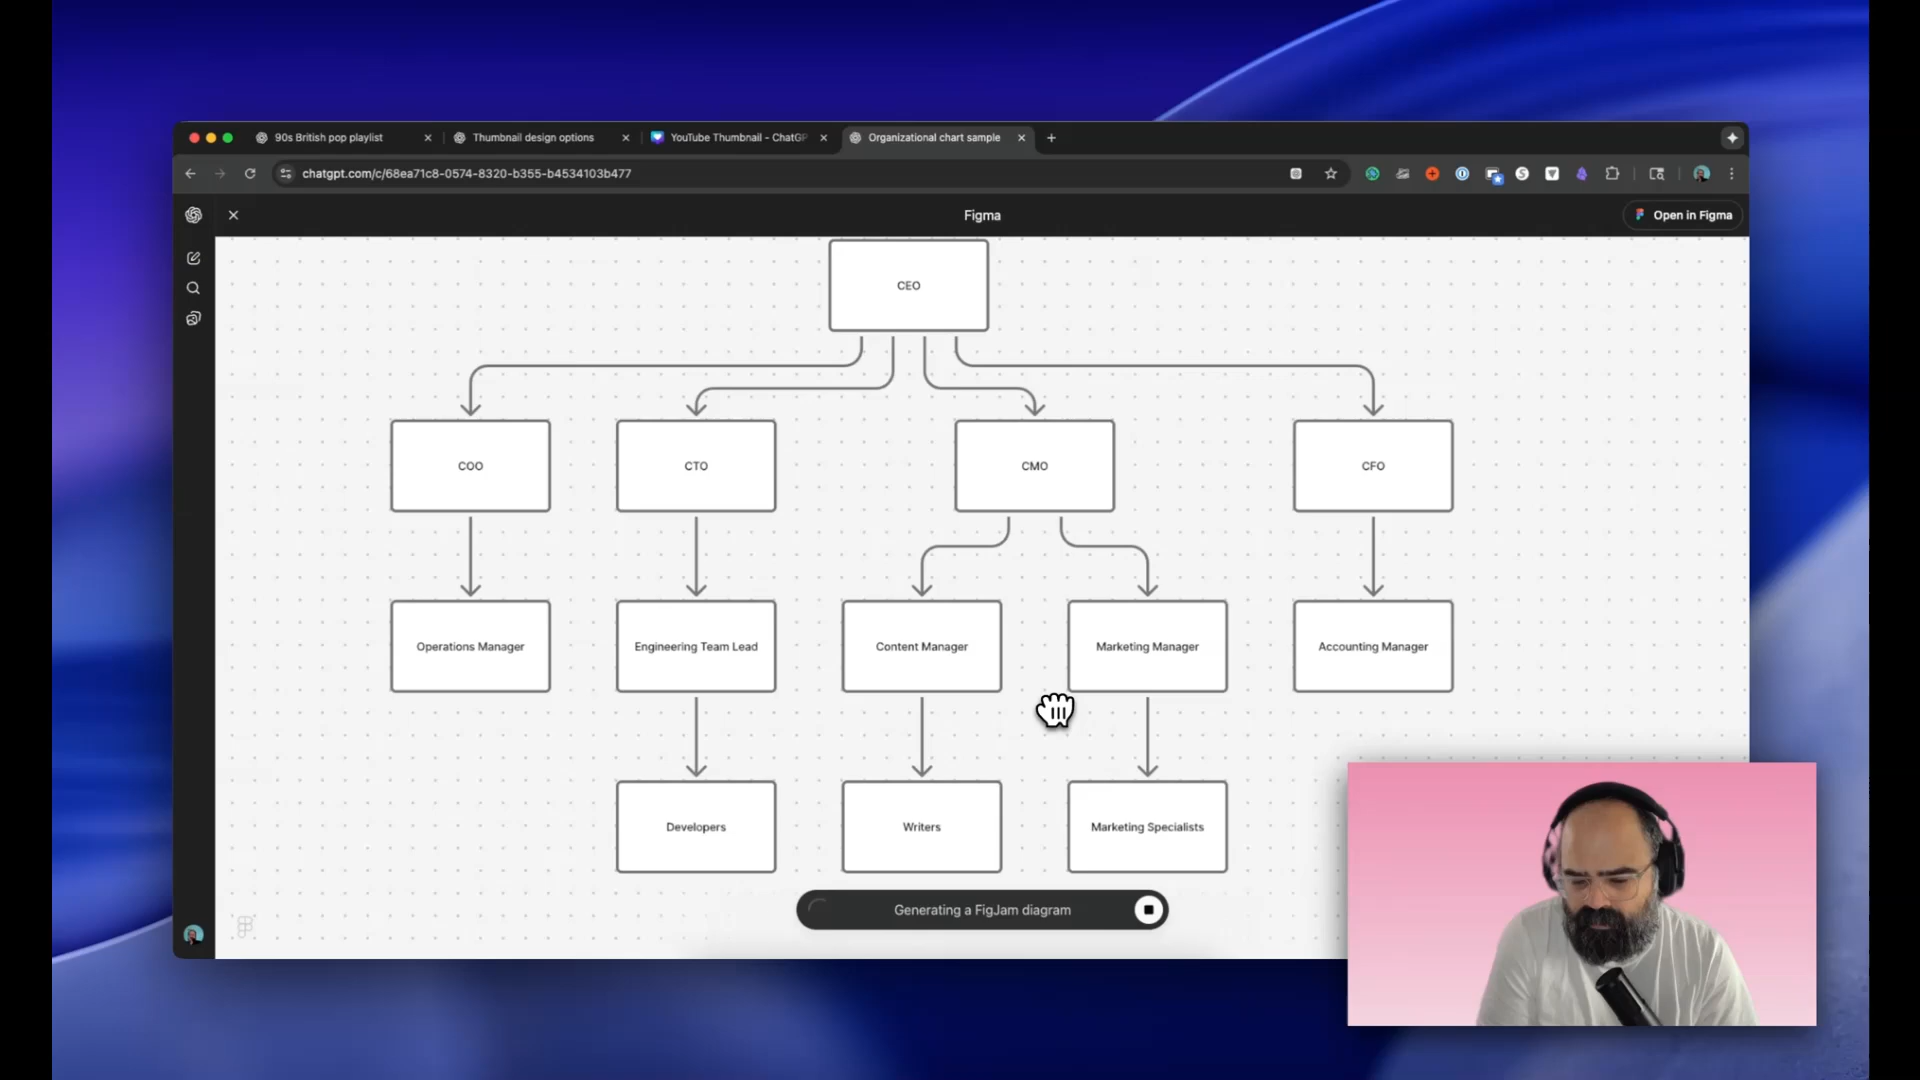 90s British pop playlist
Thumbnail design options
YouTube Thumbnail - ChatGP
Organizational chart sample
chatgpt.com/c/68ea71c8-0574-8320-b355-b4534103b477
Figma
Open in Figma
CEO
COO
CTO
CMO
CFO
Operations Manager
Engineering Team Lead
Content Manager
Marketing Manager
Accounting Manager
Developers
Writers
Marketing Specialists
Generating a FigJam diagram